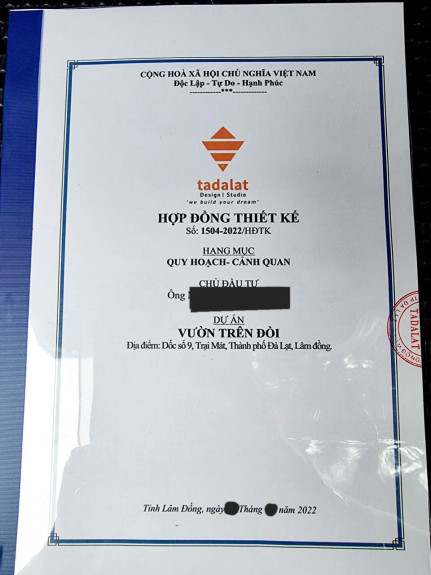 CỘNG HOÀ XÃ HỘI CHỦ NGHĨA VIỆT NAM
Độc Lập - Tự Do - Hạnh Phúc
------------***-------------
tadalat
Design | Studio
'we build your dream'
HỢP ĐỒNG THIẾT KẾ
Số: 1504-2022/HĐTK
HẠNG MỤC
QUY HOẠCH- CẢNH QUAN
CHỦ ĐẦU TƯ
Ông
DỰ ÁN
VƯỜN TRÊN ĐỒI
Địa điểm: Dốc số 9, Trại Mát, Thành phố Đà Lạt, Lâm đồng.
TADALAT
Tỉnh Lâm Đồng, ngày Tháng năm 2022